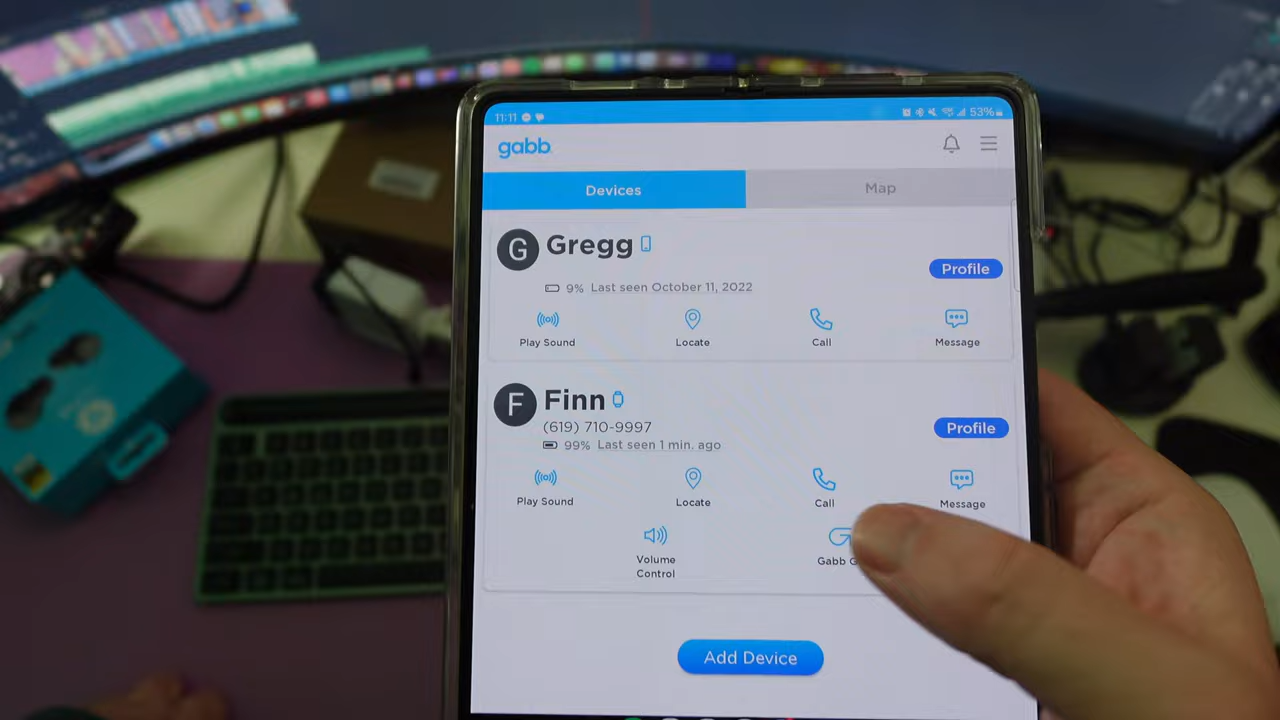 11:11
53%
gabb
Devices
Map
G
Gregg
Profile
9% Last seen October 11, 2022
Play Sound
Locate
Call
Message
F
Finn
(619) 710-9997
Profile
99% Last seen 1 min. ago
Play Sound
Locate
Call
Message
Volume
Control
Gabb G
Add Device